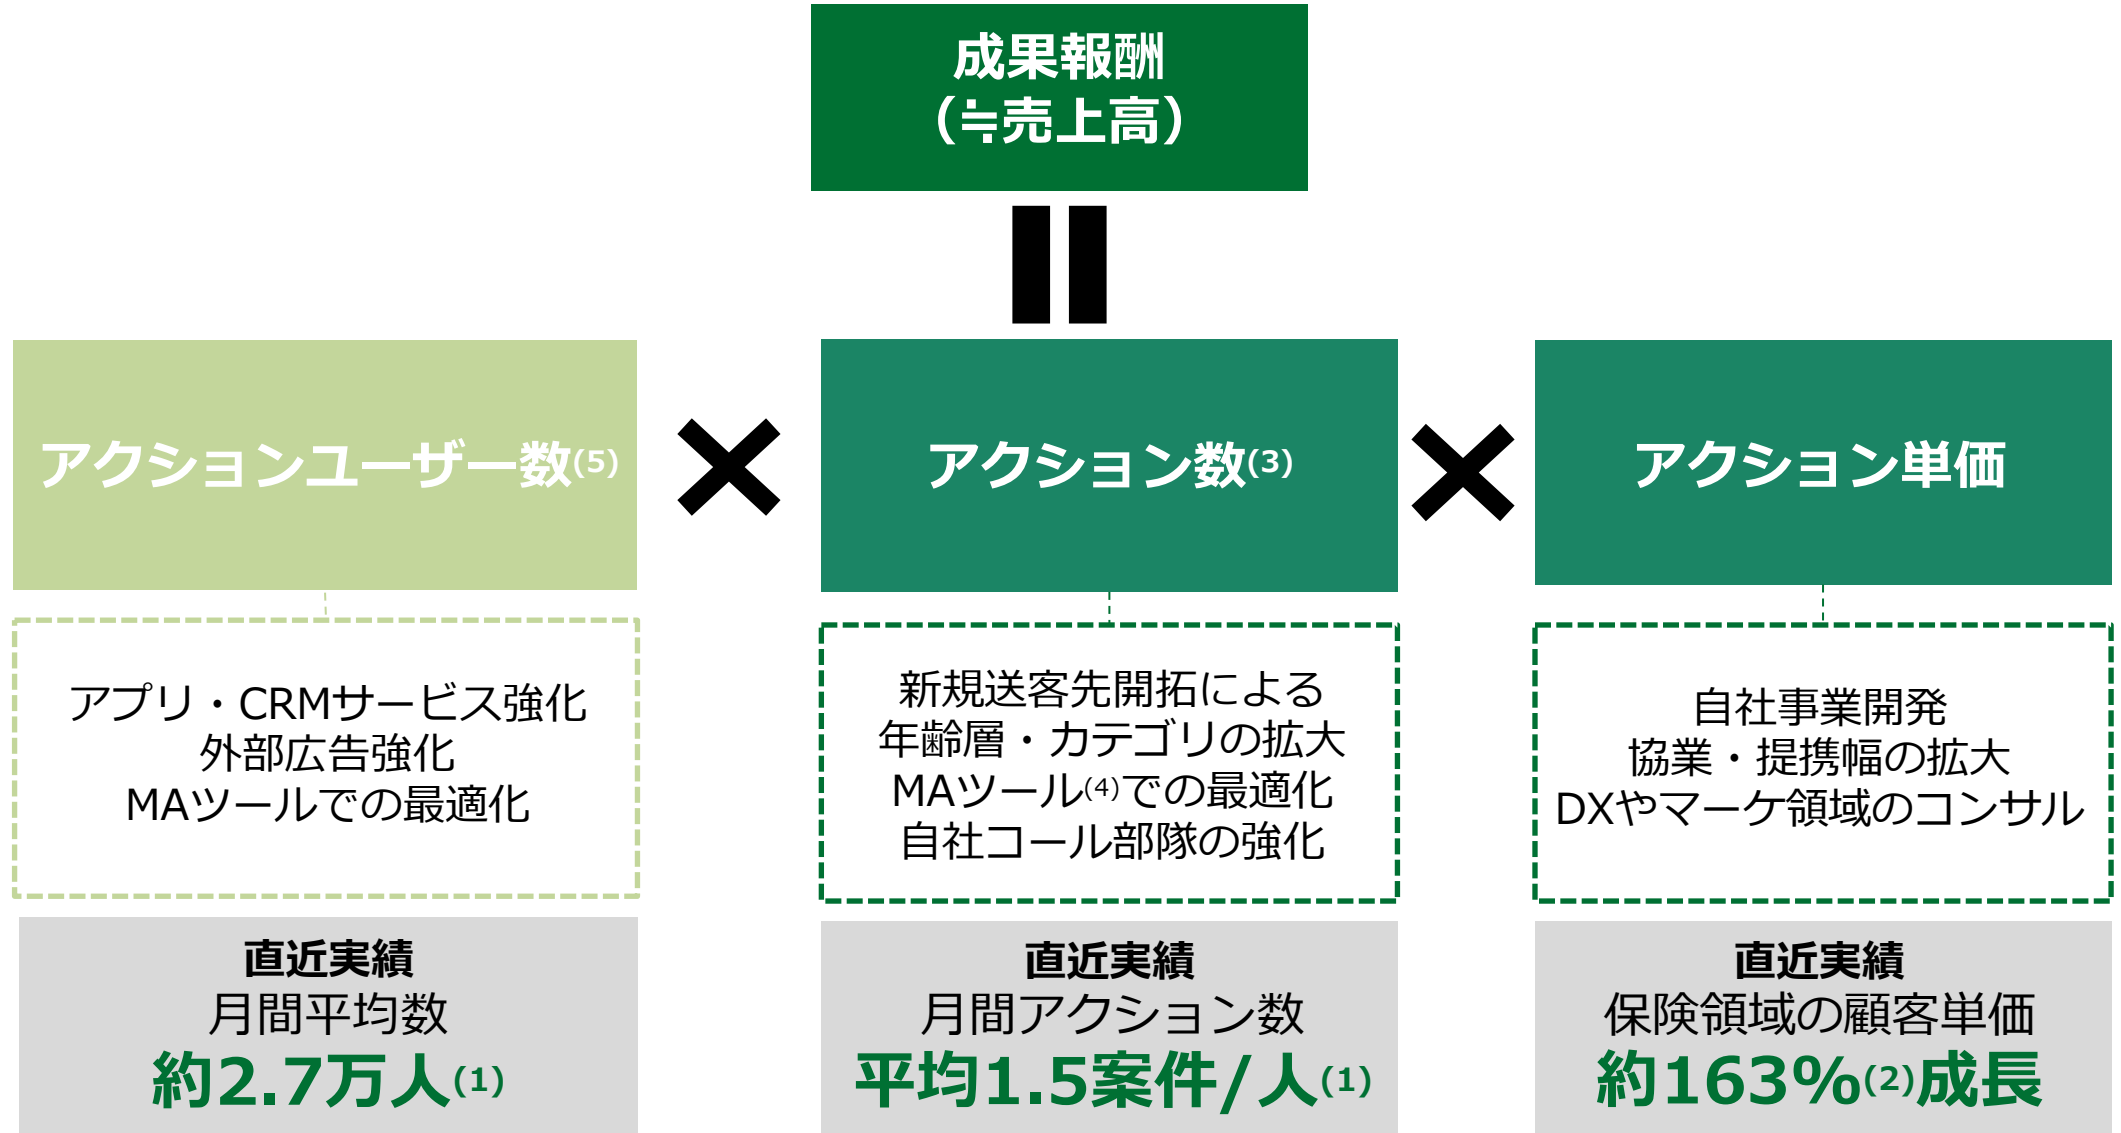 成果報酬
(≒売上高)
アクションユーザー数(5)
アクション数(3)
アクション単価
アプリ・CRMサービス強化
外部広告強化
MAツールでの最適化
新規送客先開拓による
年齢層・カテゴリの拡大
MAツール(4)での最適化
自社コール部隊の強化
自社事業開発
協業・提携幅の拡大
DXやマーケ領域のコンサル
直近実績
月間平均数
約2.7万人(1)
直近実績
月間アクション数
平均1.5案件/人(1)
直近実績
保険領域の顧客単価
約163%(2)成長